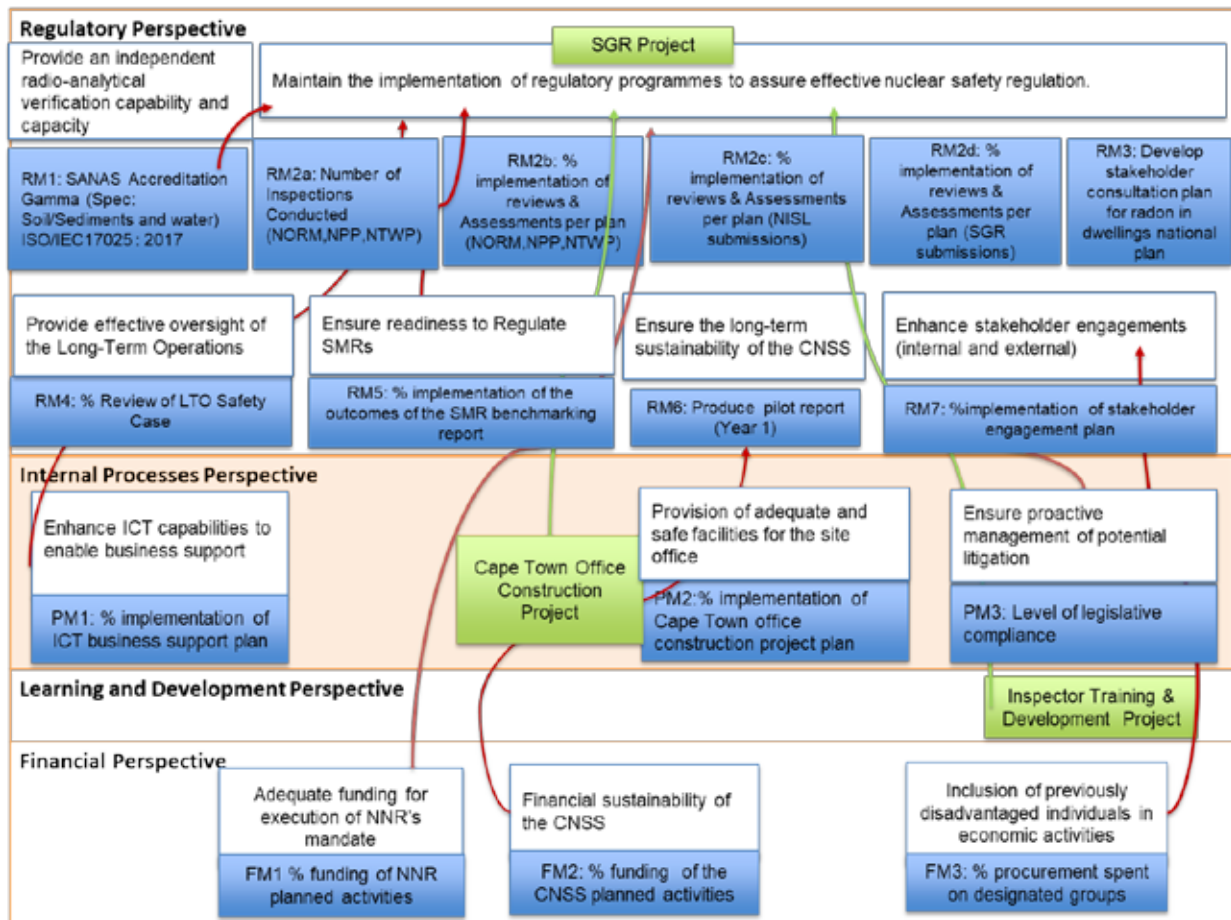 Regulatory Perspective
SGR Project
Provide an independent
radio-analytical
verification capability and
capacity
Maintain the implementation of regulatory programmes to assure effective nuclear safety regulation.
RM1: SANAS Accreditation
Gamma (Spec:
Soil/Sediments and water)
ISO/IEC17025 : 2017
RM2a: Number of
Inspections
Conducted
(NORM,NPP,NTWP)
RM2b: %
implementation of
reviews &
Assessments per plan
(NORM,NPP,NTWP)
RM2c: %
implementation of
reviews & Assessments
per plan (NISL
submissions)
RM2d: %
implementation
of reviews &
Assessments per
plan (SGR
submissions)
RM3: Develop
stakeholder
consultation plan
for radon in
dwellings national
plan
Provide effective oversight of
the Long-Term Operations
Ensure readiness to Regulate
SMRs
Ensure the long-term
sustainability of the CNSS
Enhance stakeholder engagements
(internal and external)
RM4: % Review of LTO Safety
Case
RM5: % implementation of the
outcomes of the SMR benchmarking
report
RM6: Produce pilot report
(Year 1)
RM7: %implementation of stakeholder
engagement plan
Internal Processes Perspective
Enhance ICT capabilities to
enable business support
Provision of adequate and
safe facilities for the site
office
Ensure proactive
management of potential
litigation
Cape Town Office
Construction
Project
PM1: % implementation of
ICT business support plan
PM2:% implementation of
Cape Town office
construction project plan
PM3: Level of legislative
compliance
Learning and Development Perspective
Inspector Training &
Development Project
Financial Perspective
Adequate funding for
execution of NNR's
mandate
Financial sustainability of
the CNSS
Inclusion of previously
disadvantaged individuals in
economic activities
FM1 % funding of NNR
planned activities
FM2: % funding of the
CNSS planned activities
FM3: % procurement spent
on designated groups